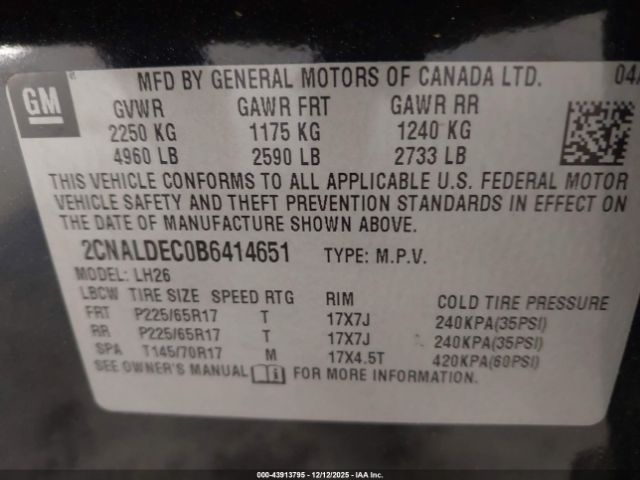 GM
MFD BY GENERAL MOTORS OF CANADA LTD. 04/
GVWR GAWR FRT GAWR RR
2250 KG 1175 KG 1240 KG
4960 LB 2590 LB 2733 LB
THIS VEHICLE CONFORMS TO ALL APPLICABLE U.S. FEDERAL MOTOR
VEHICLE SAFETY AND THEFT PREVENTION STANDARDS IN EFFECT ON
THE DATE OF MANUFACTURE SHOWN ABOVE.
2CNALDEC0B6414651 TYPE: M.P.V.
MODEL: LH26
LBCW TIRE SIZE SPEED RTG RIM COLD TIRE PRESSURE
FRT P225/65R17 T 17X7J 240KPA(35PSI)
RR P225/65R17 T 17X7J 240KPA(35PSI)
SPA T145/70R17 M 17X4.5T 420KPA(60PSI)
SEE OWNER'S MANUAL FOR MORE INFORMATION.
000-43913795 - 12/12/2025 - IAA Inc.